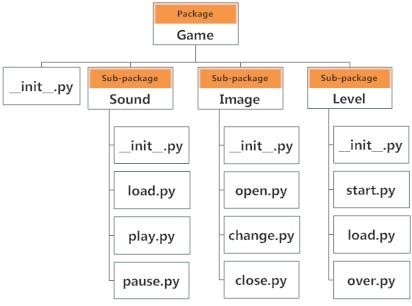 Package
Game
__init__.py
Sub-package
Sound
Sub-package
Image
Sub-package
Level
__init__.py
load.py
play.py
pause.py
__init__.py
open.py
change.py
close.py
__init__.py
start.py
load.py
over.py